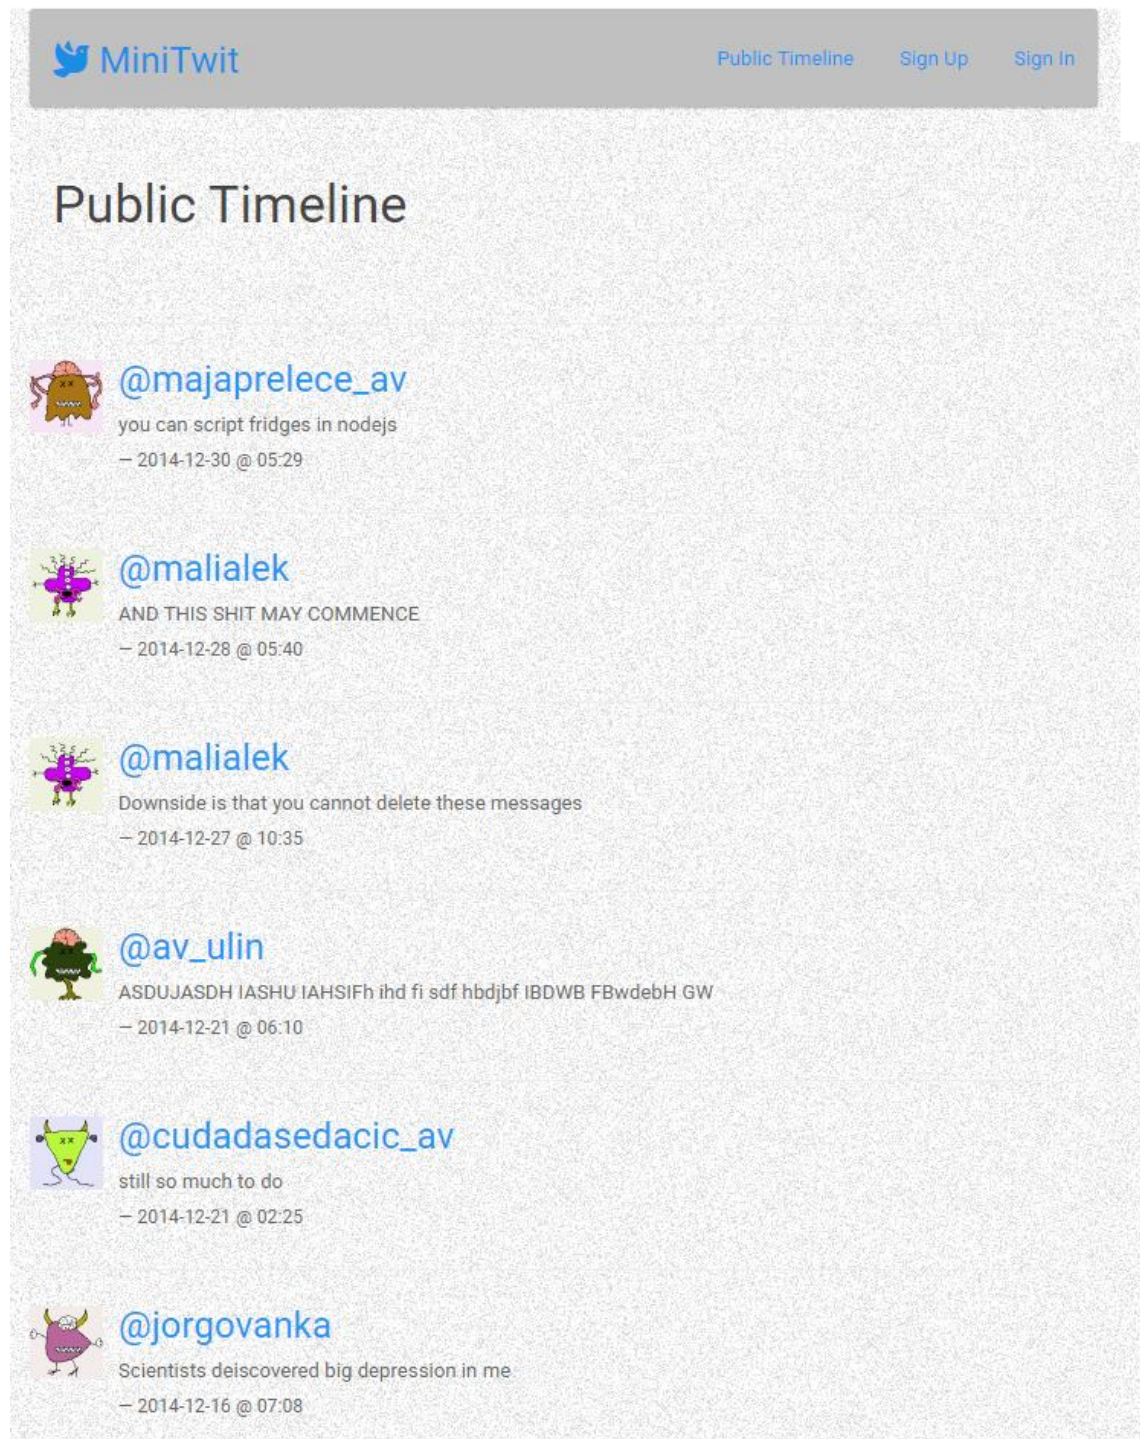 MiniTwit
Public Timeline
Sign Up
Sign In
Public Timeline
@majaprelece_av
you can script fridges in nodejs
— 2014-12-30 @ 05:29
@malialek
AND THIS SHIT MAY COMMENCE
— 2014-12-28 @ 05:40
@malialek
Downside is that you cannot delete these messages
— 2014-12-27 @ 10:35
@av_ulin
ASDUJASDH IASHU IAHSIFh ihd fi sdf hbdjbf IBDWB FBwdebH GW
— 2014-12-21 @ 06:10
@cudadasedacic_av
still so much to do
— 2014-12-21 @ 02:25
@jorgovanka
Scientists deiscovered big depression in me
— 2014-12-16 @ 07:08